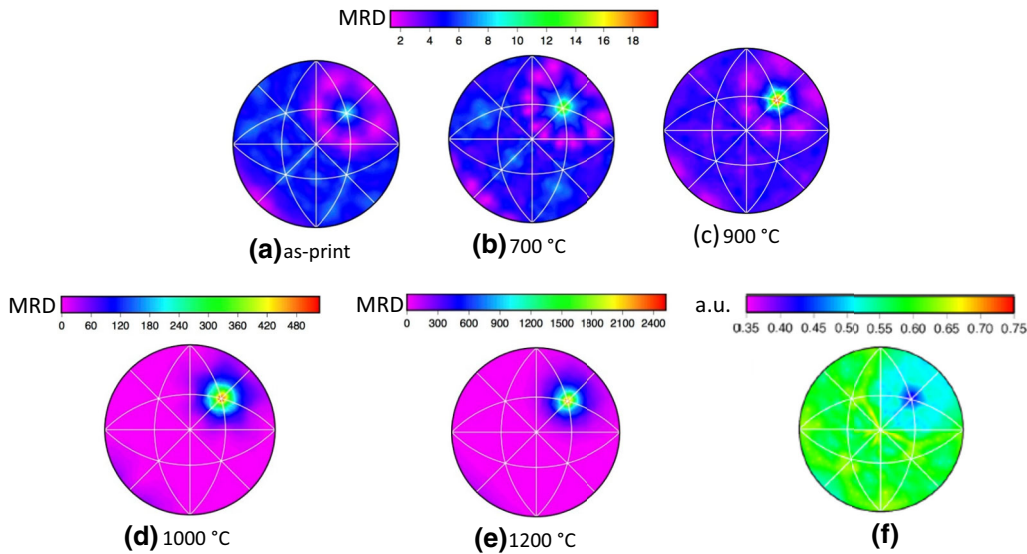 MRD
2 4 6 8 10 12 14 16 18
(a) as-print
(b) 700 °C
(c) 900 °C
MRD
0 60 120 180 240 300 360 420 480
MRD
0 300 600 900 1200 1500 1800 2100 2400
a.u.
0.35 0.40 0.45 0.50 0.55 0.60 0.65 0.70 0.75
(d) 1000 °C
(e) 1200 °C
(f)